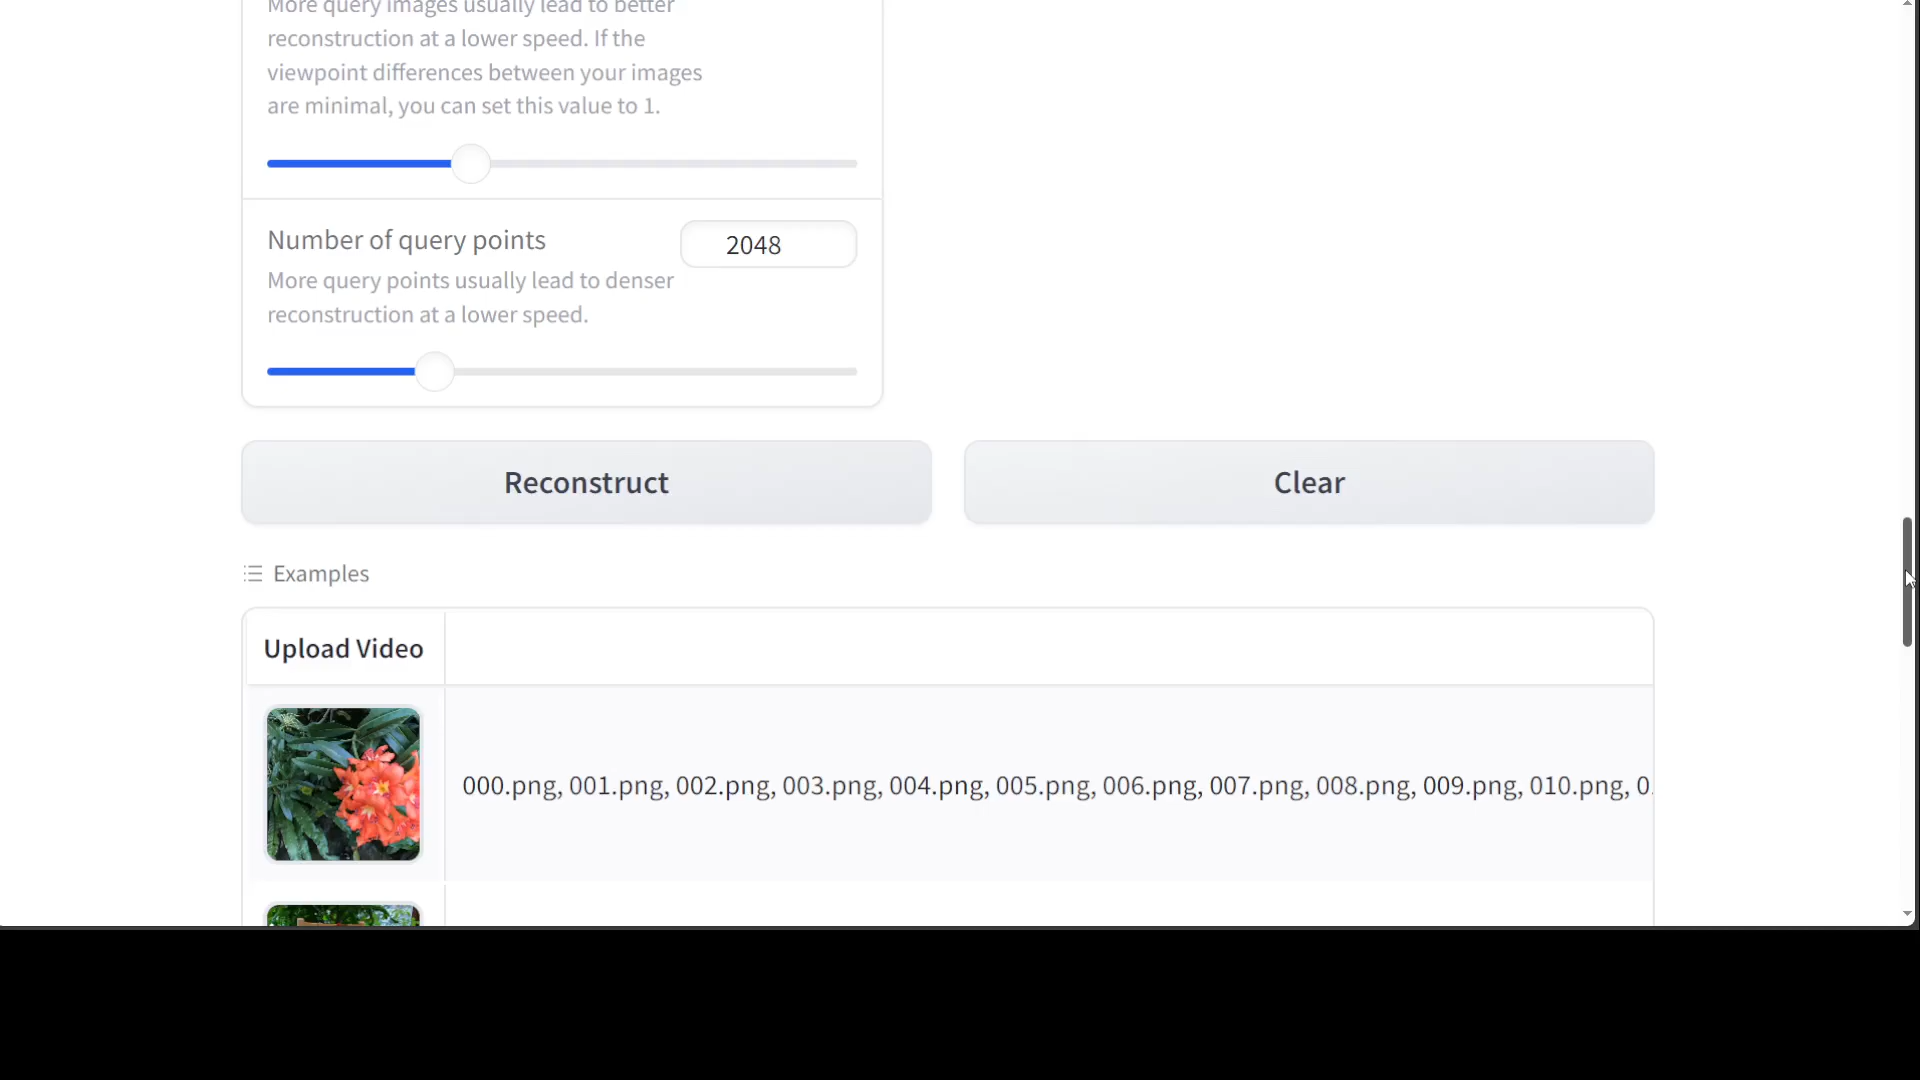 More query images usually lead to better
reconstruction at a lower speed. If the
viewpoint differences between your images
are minimal, you can set this value to 1.
Number of query points
2048
More query points usually lead to denser
reconstruction at a lower speed.
Reconstruct
Clear
Examples
Upload Video
000.png, 001.png, 002.png, 003.png, 004.png, 005.png, 006.png, 007.png, 008.png, 009.png, 010.png, 0